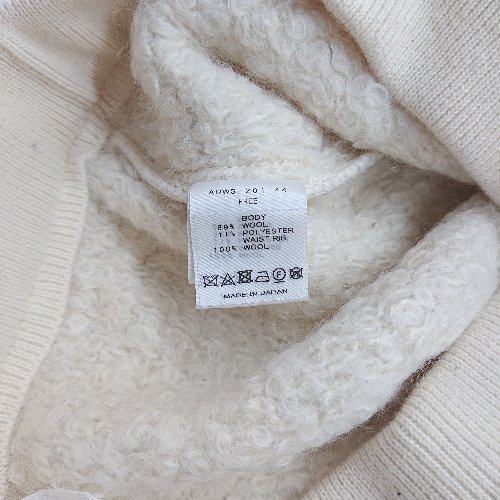 FREE
BODY
89% WOOL
11% POLYESTER
WAIST RIB
100% WOOL
MADE IN JAPAN